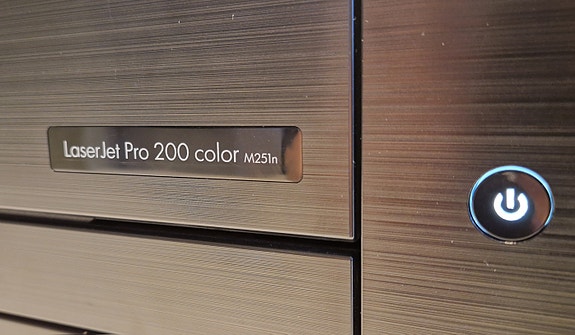 LaserJet Pro 200 color M251n